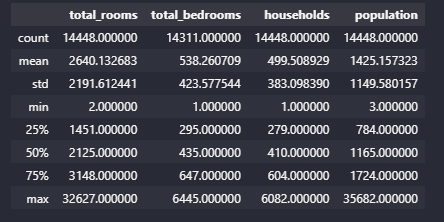 total_rooms total_bedrooms households population
count 14448.000000 14311.000000 14448.000000 14448.000000
mean 2640.132683 538.260709 499.508929 1425.157323
std 2191.612441 423.577544 383.098390 1149.580157
min 2.000000 1.000000 1.000000 3.000000
25% 1451.000000 295.000000 279.000000 784.000000
50% 2125.000000 435.000000 410.000000 1165.000000
75% 3148.000000 647.000000 604.000000 1724.000000
max 32627.000000 6445.000000 6082.000000 35682.000000